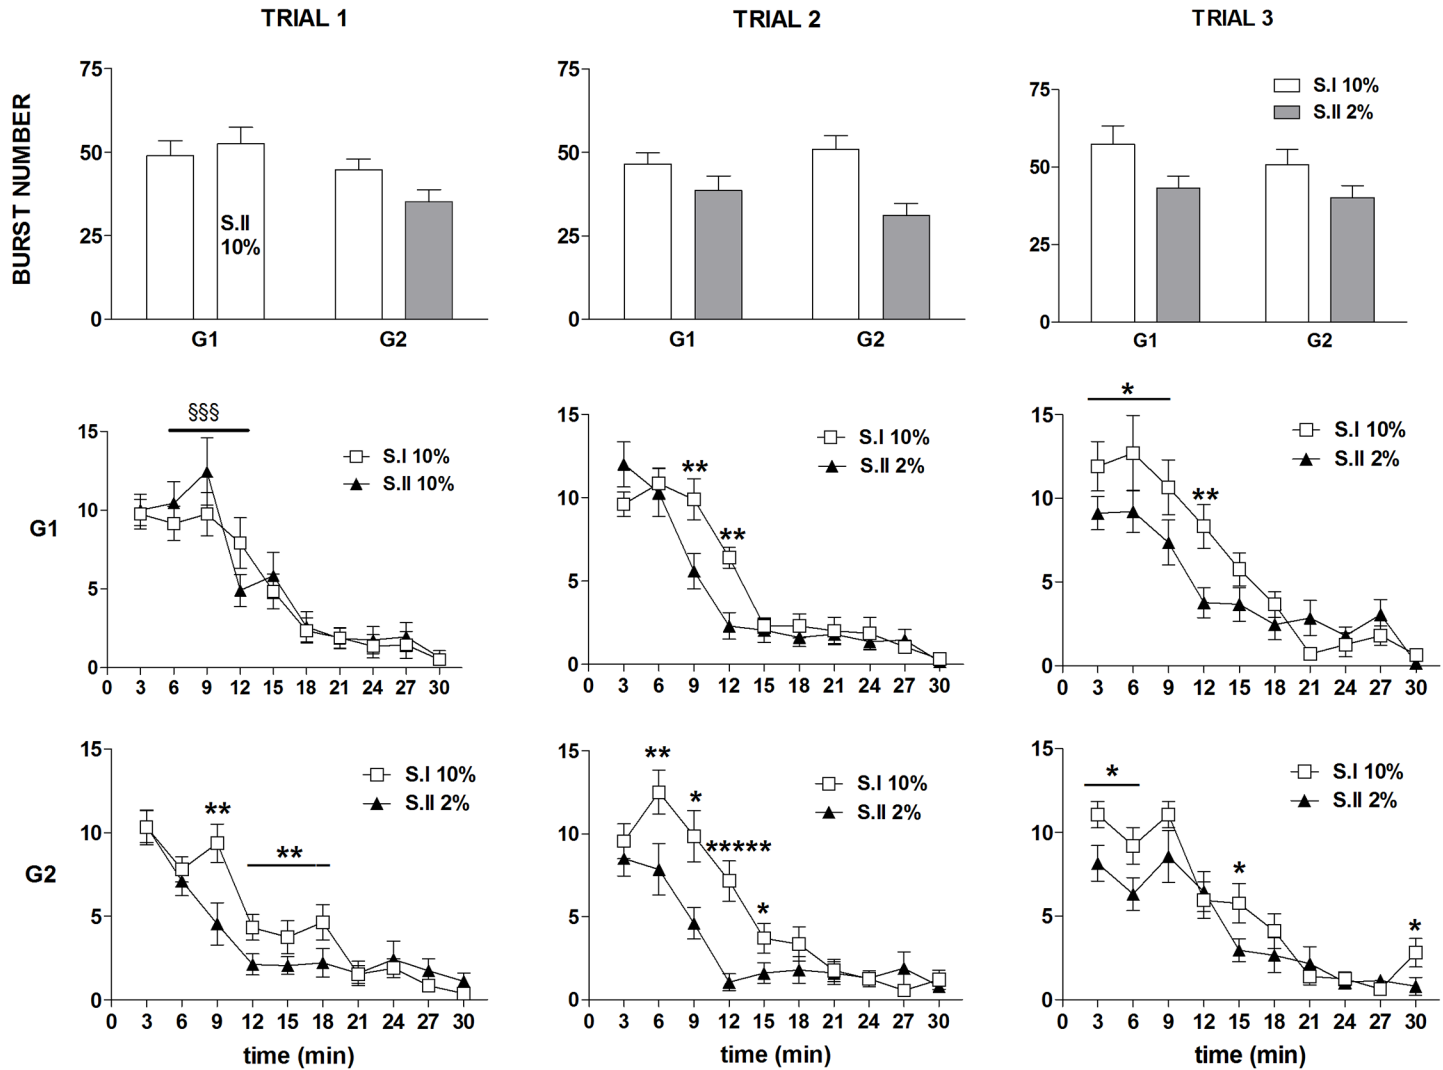 TRIAL 1
TRIAL 2
TRIAL 3
BURST NUMBER
75
50
25
0
S.II
10%
G1
G2
75
50
25
0
G1
G2
75
50
25
0
S.I 10%
S.II 2%
G1
G2
G1
15
10
5
0
§§§
S.I 10%
S.II 10%
0 3 6 9 12 15 18 21 24 27 30
15
10
5
0
**
**
S.I 10%
S.II 2%
0 3 6 9 12 15 18 21 24 27 30
15
10
5
0
*
**
S.I 10%
S.II 2%
0 3 6 9 12 15 18 21 24 27 30
G2
15
10
5
0
**
**
S.I 10%
S.II 2%
0 3 6 9 12 15 18 21 24 27 30
time (min)
15
10
5
0
**
*
*****
*
S.I 10%
S.II 2%
0 3 6 9 12 15 18 21 24 27 30
time (min)
15
10
5
0
*
*
*
S.I 10%
S.II 2%
0 3 6 9 12 15 18 21 24 27 30
time (min)